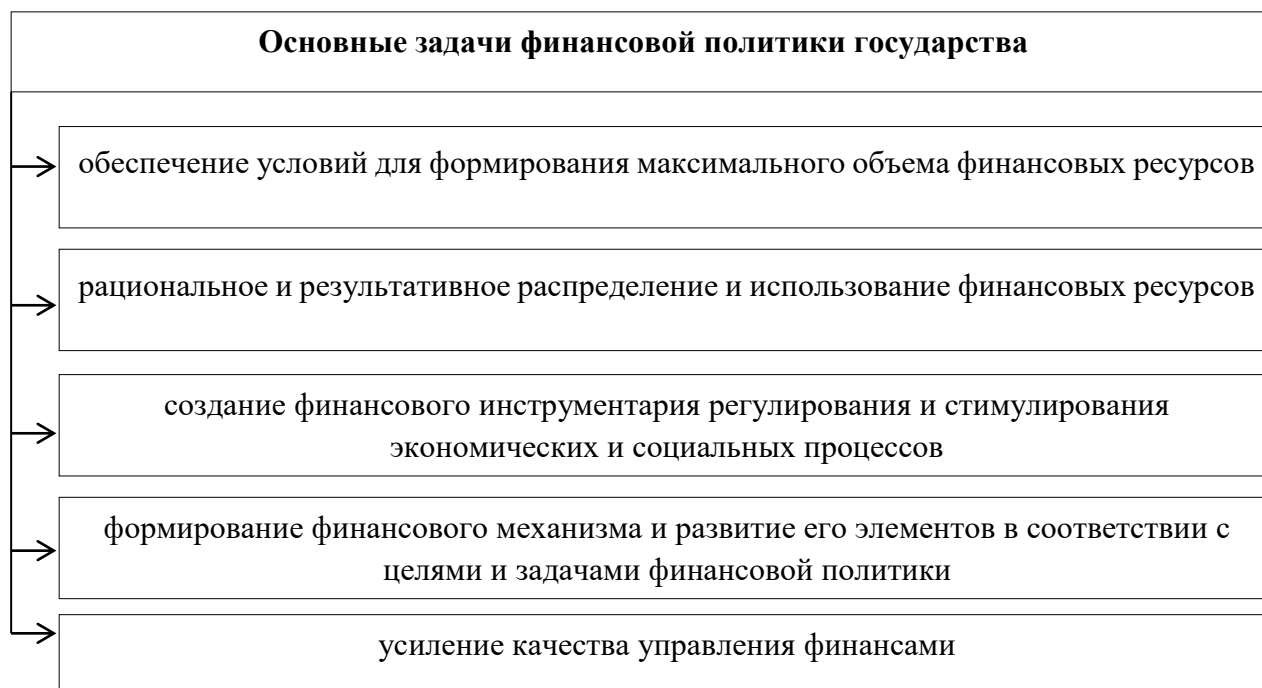 Основные задачи финансовой политики государства
обеспечение условий для формирования максимального объема финансовых ресурсов
рациональное и результативное распределение и использование финансовых ресурсов
создание финансового инструментария регулирования и стимулирования
экономических и социальных процессов
формирование финансового механизма и развитие его элементов в соответствии с
целями и задачами финансовой политики
усиление качества управления финансами